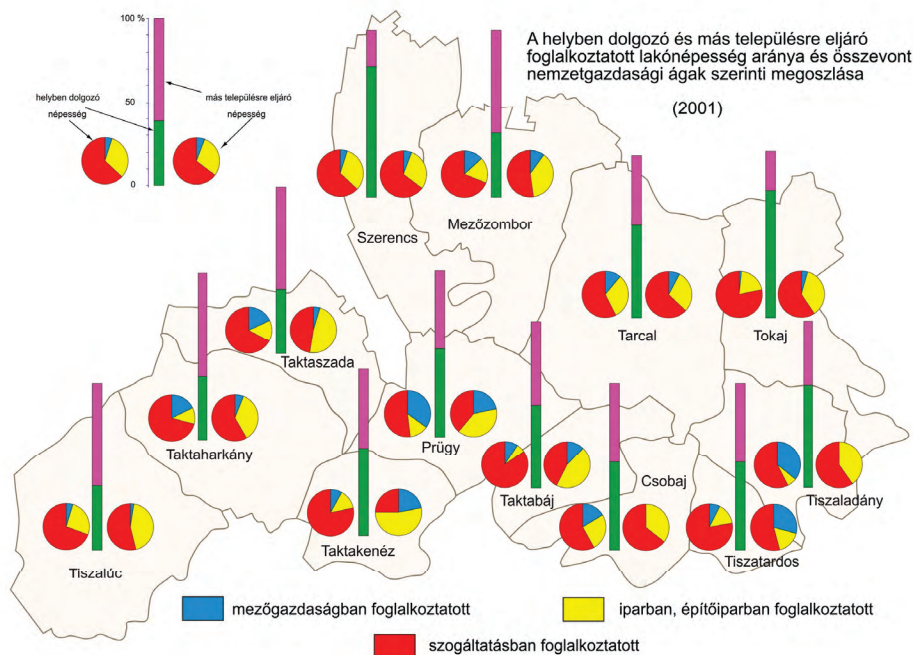 A helyben dolgozó és más településre eljáró
foglalkoztatott lakónépesség aránya és összevont
nemzetgazdasági ágak szerinti megoszlása
(2001)
100 %
50
0
helyben dolgozó
népesség
más településre eljáró
népesség
Szerencs
Mezőzombor
Tarcal
Tokaj
Taktaszada
Taktaharkány
Prügy
Taktabáj
Csobaj
Tiszaladány
Tiszalúc
Taktakenéz
Tiszatardos
mezőgazdaságban foglalkoztatott
iparban, építőiparban foglalkoztatott
szogáltatásban foglalkoztatott